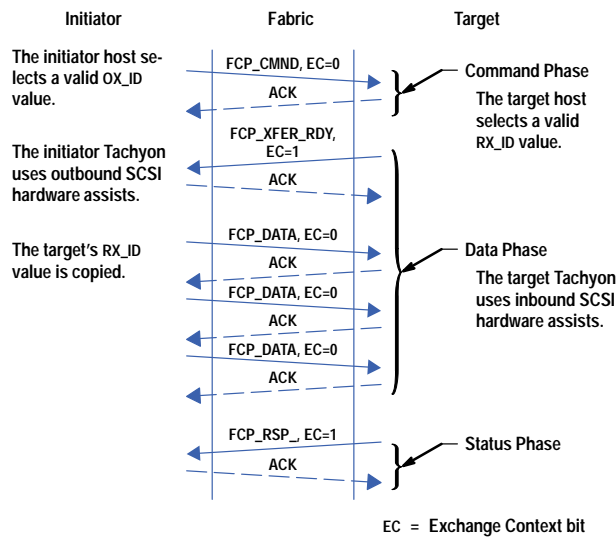 Initiator
Fabric
Target
The initiator host se-
lects a valid OX_ID
value.
FCP_CMND, EC=0
ACK
Command Phase
The target host
selects a valid
RX_ID value.
The initiator Tachyon
uses outbound SCSI
hardware assists.
FCP_XFER_RDY,
EC=1
ACK
The target's RX_ID
value is copied.
FCP_DATA, EC=0
ACK
FCP_DATA, EC=0
ACK
FCP_DATA, EC=0
ACK
Data Phase
The target Tachyon
uses inbound SCSI
hardware assists.
FCP_RSP_, EC=1
ACK
Status Phase
EC = Exchange Context bit